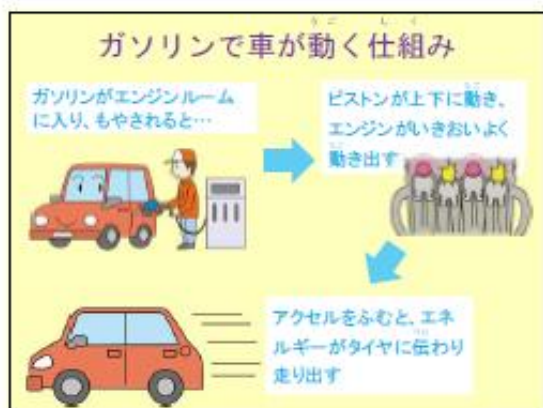 ガソリンで車が動く仕組み
ガソリンがエンジンルーム
に入り、もやされると…
ピストンが上下に動き、
エンジンがいきおいよく
動き出す
アクセルをふむと、エネ
ルギーがタイヤに伝わり
走り出す